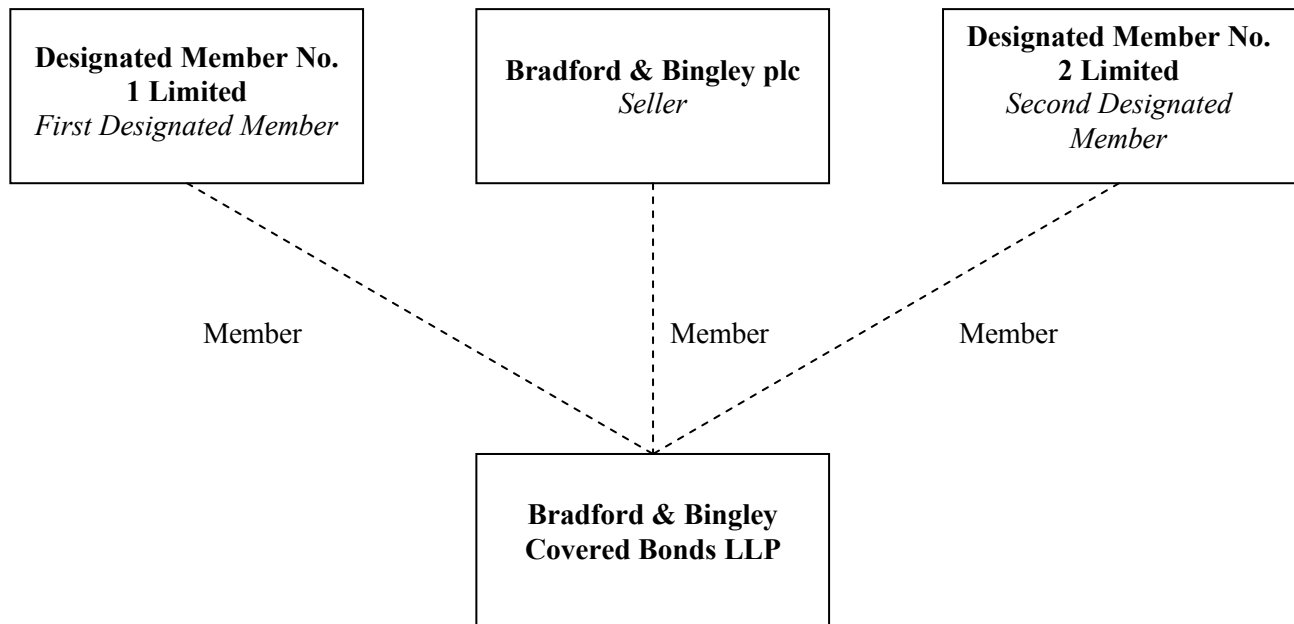 Designated Member No.
1 Limited
First Designated Member
Bradford & Bingley plc
Seller
Designated Member No.
2 Limited
Second Designated
Member
Member
Member
Member
Bradford & Bingley
Covered Bonds LLP